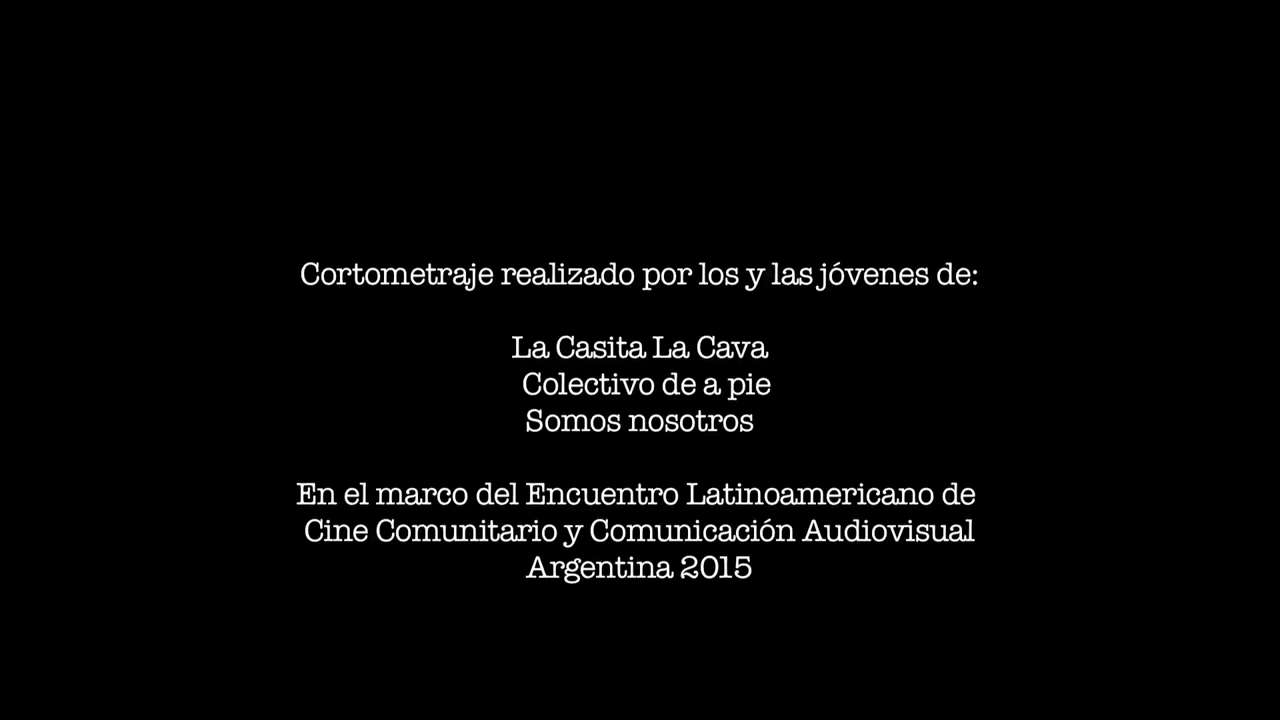 Cortometraje realizado por los y las jóvenes de:
La Casita La Cava
Colectivo de a pie
Somos nosotros
En el marco del Encuentro Latinoamericano de
Cine Comunitario y Comunicación Audiovisual
Argentina 2015